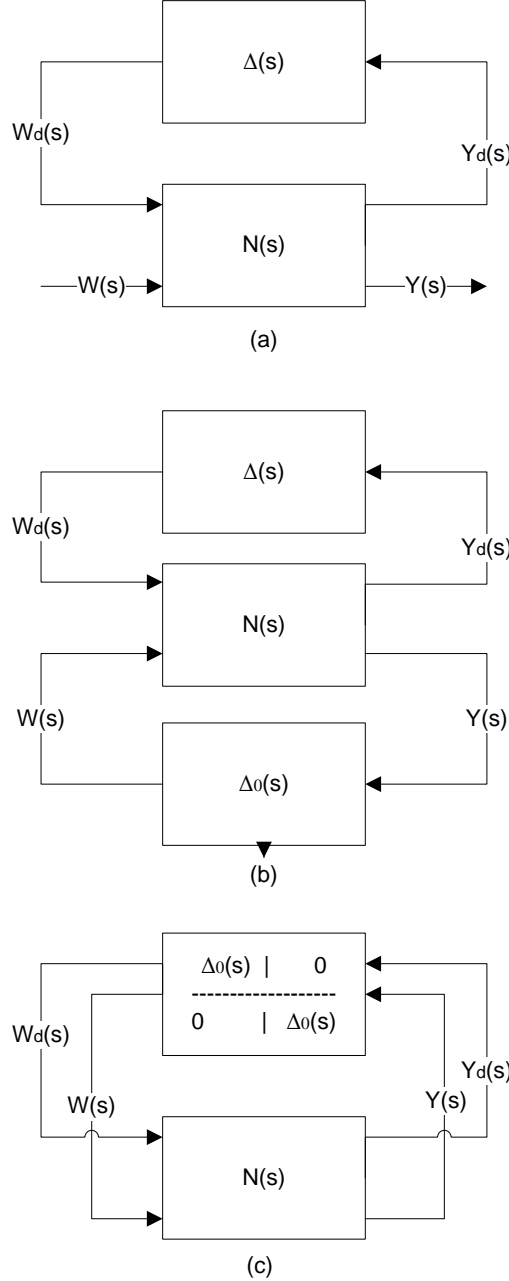 Δ(s)
Wd(s)
Yd(s)
N(s)
W(s)
Y(s)
(a)
Δ(s)
Wd(s)
Yd(s)
N(s)
W(s)
Y(s)
Δ0(s)
(b)
Δ0(s) | 0
--------------------
0 | Δ0(s)
Wd(s)
Yd(s)
W(s)
Y(s)
N(s)
(c)